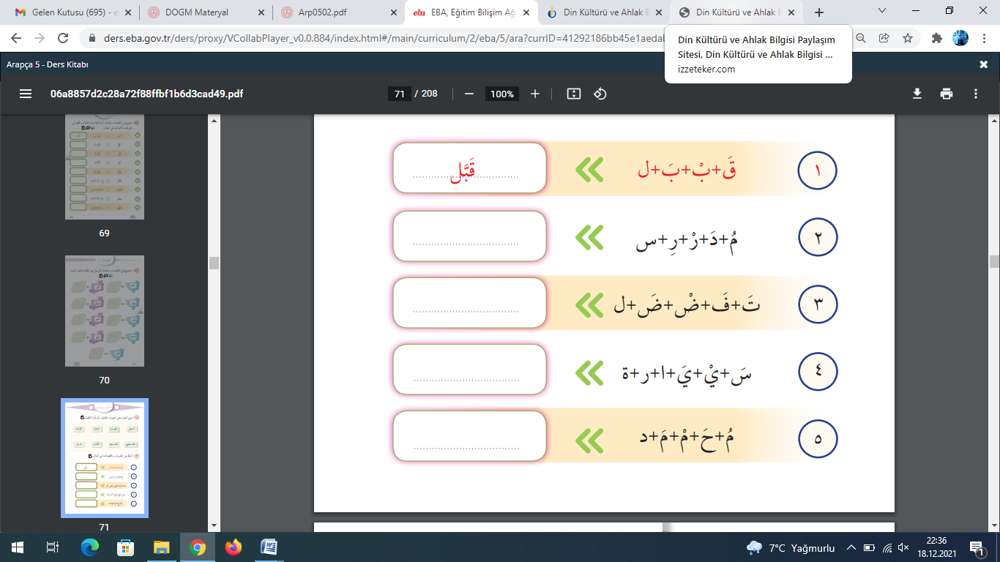 Gelen Kutusu (695) - e
DOGM Materyal
Arp0502.pdf
eba EBA, Eğitim Bilişim Ağ
Din Kültürü ve Ahlak B
Din Kültürü ve Ahlak B
ders.eba.gov.tr/ders/proxy/VCollabPlayer_v0.0.884/index.html#/main/curriculum/2/eba/5/ara?currID=41292186bb45e1aedab
Din Kültürü ve Ahlak Bilgisi Paylaşım
Sitesi, Din Kültürü ve Ahlak Bilgisi ...
izzeteker.com
Arapça 5 - Ders Kitabı
06a8857d2c28a72f88ffbf1b6d3cad49.pdf
71 / 208
100%
69
70
71
١ قَ+بْ+بَ+ل قَبَّل
٢ مُ+دَ+رْ+رِ+س
٣ تَ+فَ+ضْ+ضَ+ل
٤ سَ+يْ+يَ+ا+ر+ة
٥ مُ+حَ+مْ+مَ+د
7°C Yağmurlu
22:36
18.12.2021
1